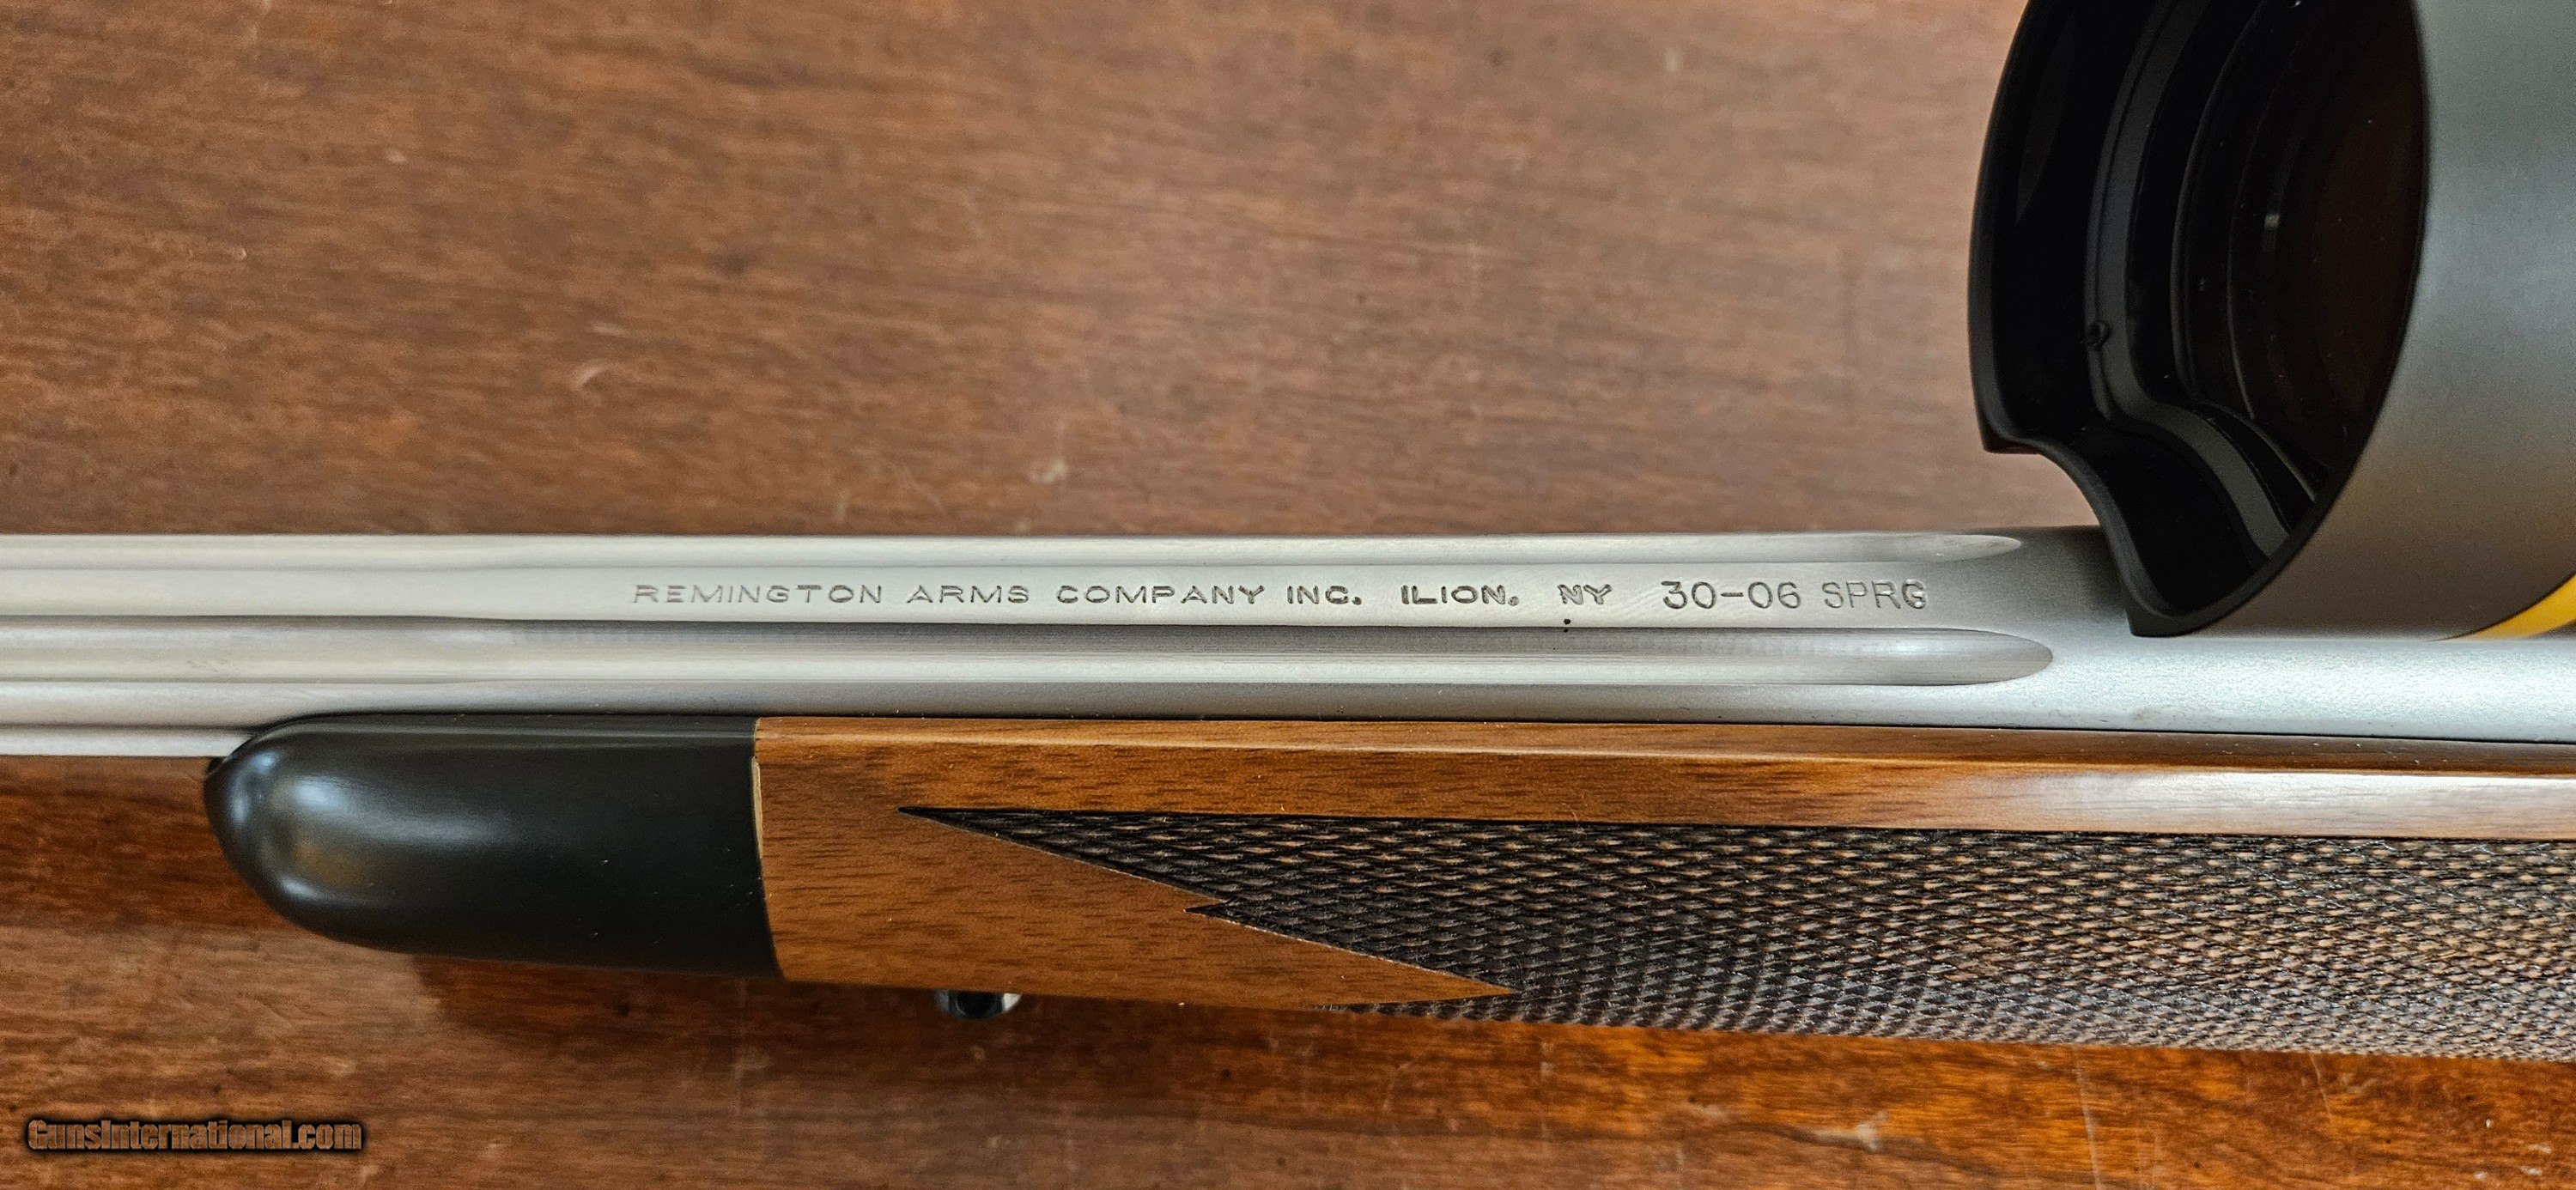 REMINGTON ARMS COMPANY INC. ILION. NY 30-06 SPRG
GunsInternational.com